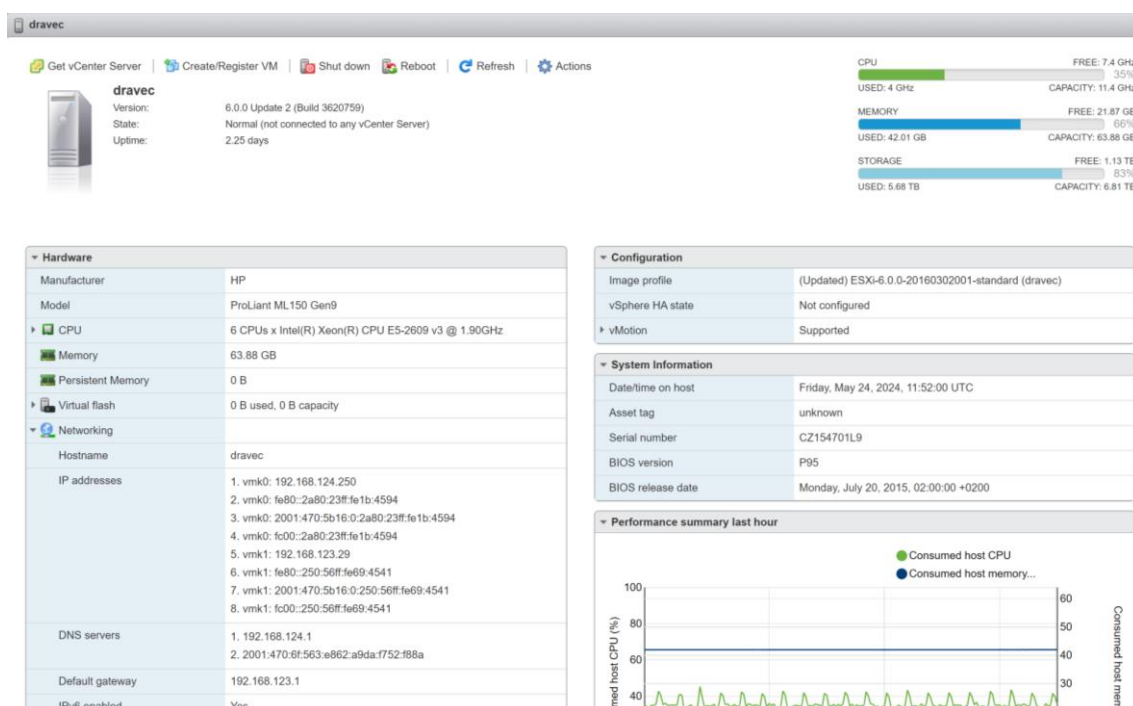 dravec
Get vCenter Server | Create/Register VM | Shut down Reboot | Refresh | Actions
dravec
Version: 6.0.0 Update 2 (Build 3620759)
State: Normal (not connected to any vCenter Server)
Uptime: 2.25 days
CPU FREE: 7.4 GHz
35%
USED: 4 GHz CAPACITY: 11.4 GHz
MEMORY FREE: 21.87 GB
66%
USED: 42.01 GB CAPACITY: 63.88 GB
STORAGE FREE: 1.13 TB
83%
USED: 5.68 TB CAPACITY: 6.81 TB
Hardware
Manufacturer HP
Model ProLiant ML150 Gen9
CPU 6 CPUs x Intel(R) Xeon(R) CPU E5-2609 v3 @ 1.90GHz
Memory 63.88 GB
Persistent Memory 0 B
Virtual flash 0 B used, 0 B capacity
Networking
Hostname dravec
IP addresses 1. vmk0: 192.168.124.250
2. vmk0: fe80::2a80:23ff:fe1b:4594
3. vmk0: 2001:470:5b16:0:2a80:23ff:fe1b:4594
4. vmk0: fc00::2a80:23ff:fe1b:4594
5. vmk1: 192.168.123.29
6. vmk1: fe80::250:56ff:fe69:4541
7. vmk1: 2001:470:5b16:0:250:56ff:fe69:4541
8. vmk1: fc00::250:56ff:fe69:4541
DNS servers 1. 192.168.124.1
2. 2001:470:6f:563:e862:a9da:f752:f88a
Default gateway 192.168.123.1
IPv6 enabled Yes
Configuration
Image profile (Updated) ESXi-6.0.0-20160302001-standard (dravec)
vSphere HA state Not configured
vMotion Supported
System Information
Date/time on host Friday, May 24, 2024, 11:52:00 UTC
Asset tag unknown
Serial number CZ154701L9
BIOS version P95
BIOS release date Monday, July 20, 2015, 02:00:00 +0200
Performance summary last hour
Consumed host CPU
Consumed host memory...
100
80
60
40
host CPU (%)
60
50
40
30
Consumed host